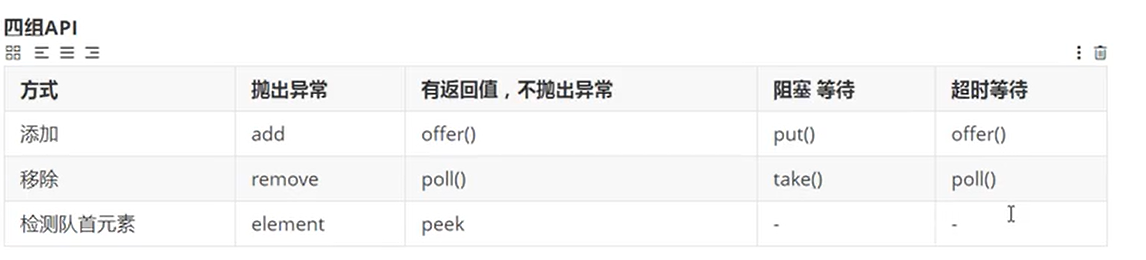 四组API
方式 抛出异常 有返回值，不抛出异常 阻塞 等待 超时等待
添加 add offer() put() offer()
移除 remove poll() take() poll()
检测队首元素 element peek - -